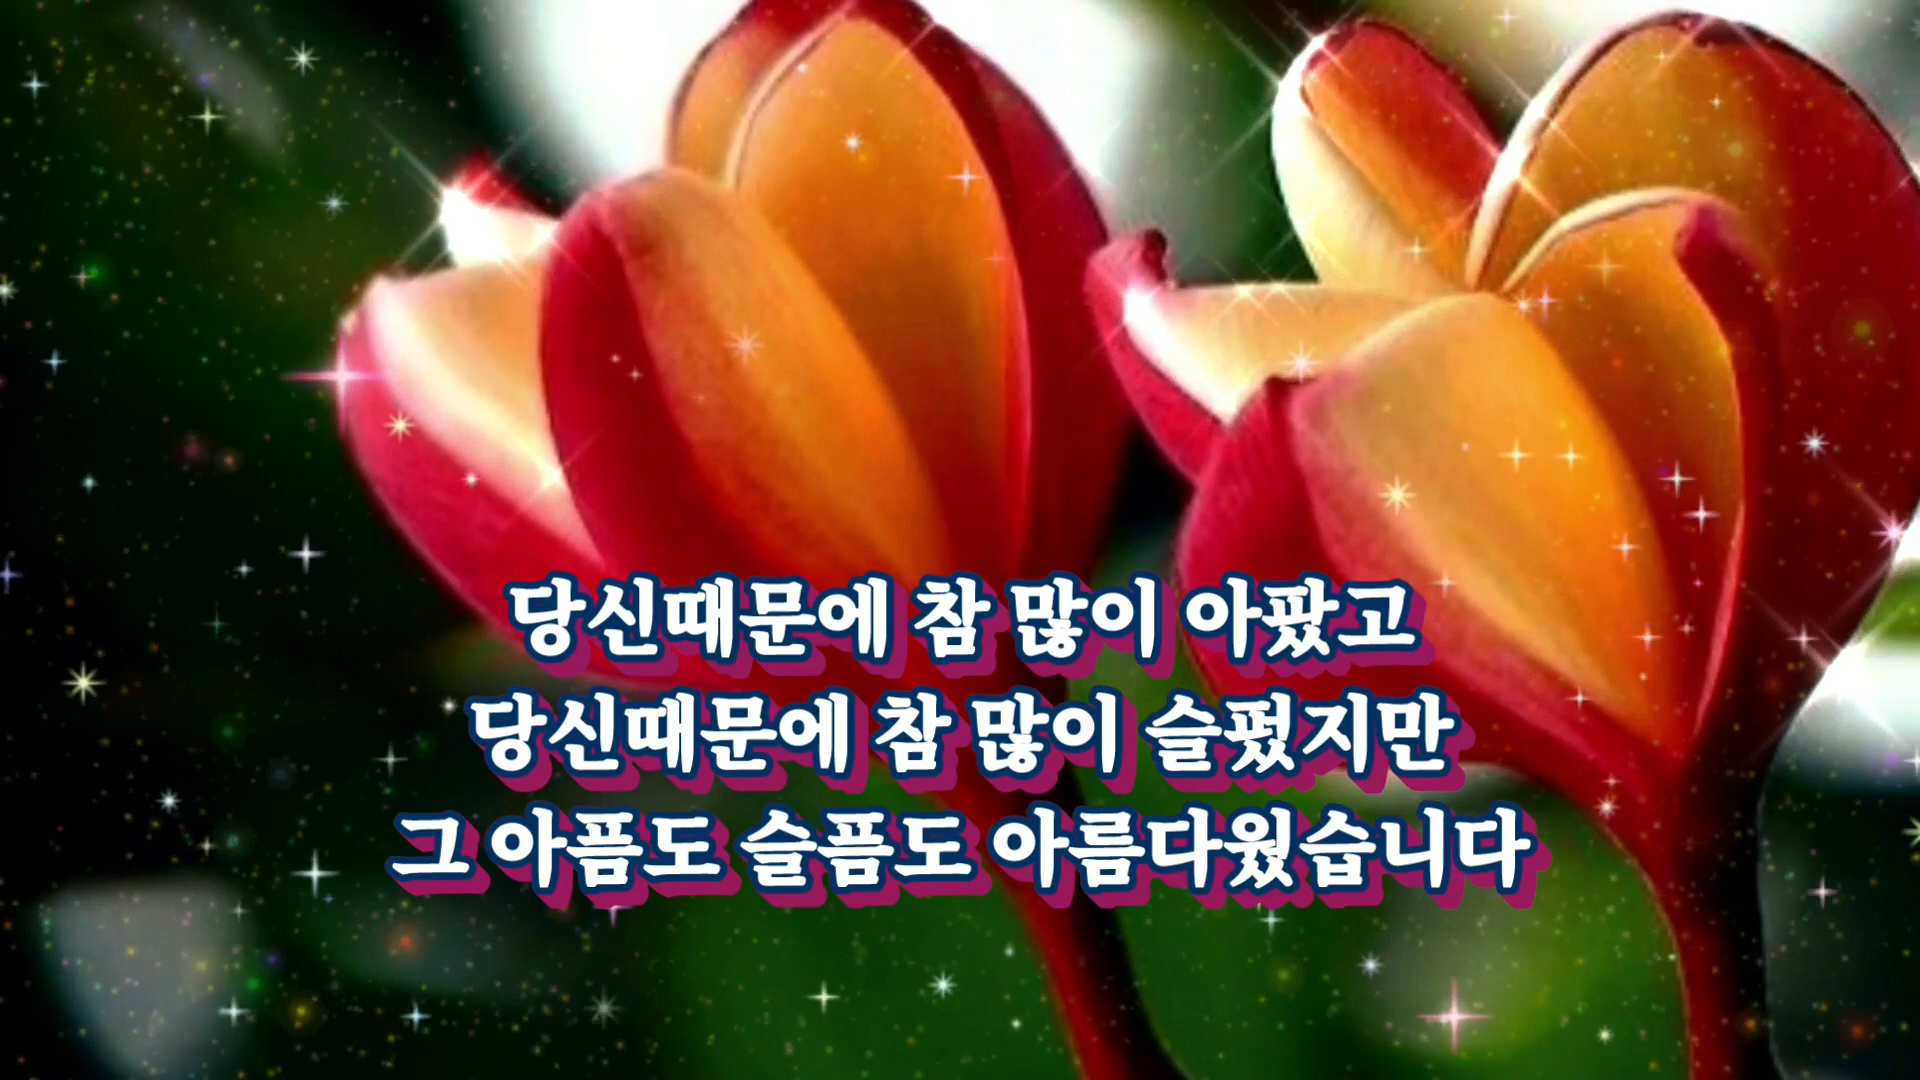 당신때문에 참 많이 아팠고
당신때문에 참 많이 슬펐지만
그 아픔도 슬픔도 아름다웠습니다